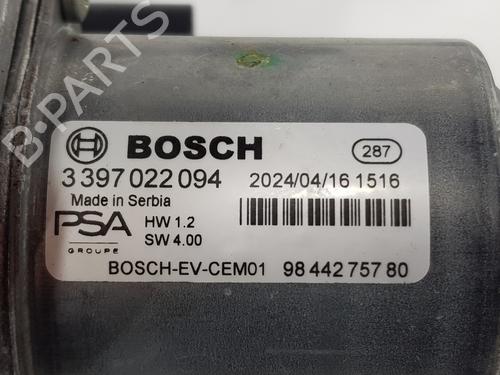 B-PARTS
BOSCH 287
3 397 022 094 2024/04/16 1516
Made in Serbia
PSA HW 1.2
GROUPE SW 4.00
BOSCH-EV-CEM01 98 442 757 80